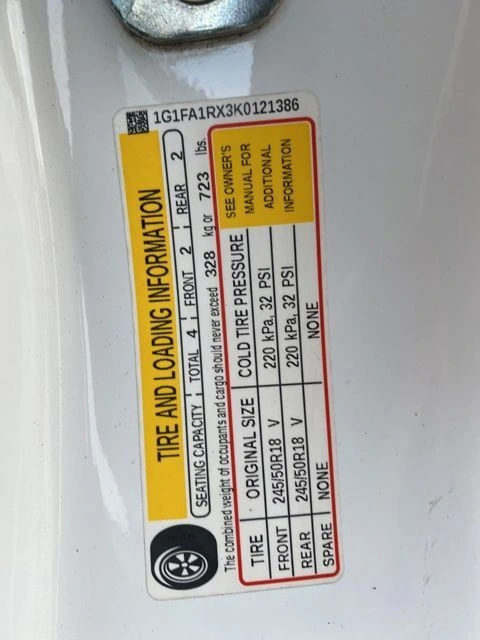 1G1FA1RX3K0121386
TIRE AND LOADING INFORMATION
SEATING CAPACITY TOTAL 4 FRONT 2 REAR 2
The combined weight of occupants and cargo should never exceed 328 kg or 723 lbs.
TIRE ORIGINAL SIZE COLD TIRE PRESSURE
FRONT 245/50R18 V 220 kPa, 32 PSI
REAR 245/50R18 V 220 kPa, 32 PSI
SPARE NONE NONE
SEE OWNER'S
MANUAL FOR
ADDITIONAL
INFORMATION